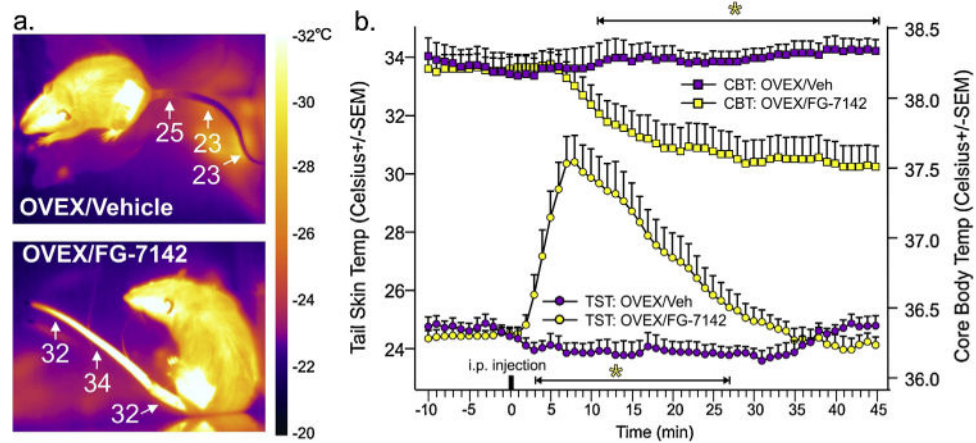 a.
-32°C
-30
-28
-26
-24
-22
-20
25
23
23
OVEX/Vehicle
OVEX/FG-7142
32
34
32
b.
*
34
32
30
28
26
24
Tail Skin Temp (Celsius+/-SEM)
38.5
38.0
37.5
37.0
36.5
36.0
Core Body Temp (Celsius+/-SEM)
CBT: OVEX/Veh
CBT: OVEX/FG-7142
TST: OVEX/Veh
TST: OVEX/FG-7142
i.p. injection
*
-10 -5 0 5 10 15 20 25 30 35 40 45
Time (min)